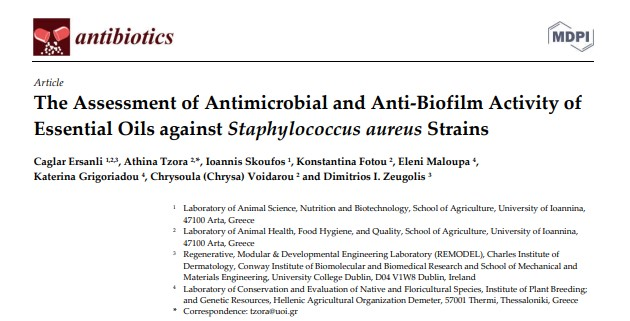 antibiotics
MDPI
Article
The Assessment of Antimicrobial and Anti-Biofilm Activity of
Essential Oils against Staphylococcus aureus Strains
Caglar Ersanli 1,2,3, Athina Tzora 2,*, Ioannis Skoufos 1, Konstantina Fotou 2, Eleni Maloupa 4,
Katerina Grigoriadou 4, Chrysoula (Chrysa) Voidarou 2 and Dimitrios I. Zeugolis 3
1 Laboratory of Animal Science, Nutrition and Biotechnology, School of Agriculture, University of Ioannina,
47100 Arta, Greece
2 Laboratory of Animal Health, Food Hygiene, and Quality, School of Agriculture, University of Ioannina,
47100 Arta, Greece
3 Regenerative, Modular & Developmental Engineering Laboratory (REMODEL), Charles Institute of
Dermatology, Conway Institute of Biomolecular and Biomedical Research and School of Mechanical and
Materials Engineering, University College Dublin, D04 V1W8 Dublin, Ireland
4 Laboratory of Conservation and Evaluation of Native and Floricultural Species, Institute of Plant Breeding;
and Genetic Resources, Hellenic Agricultural Organization Demeter, 57001 Thermi, Thessaloniki, Greece
* Correspondence: tzora@uoi.gr